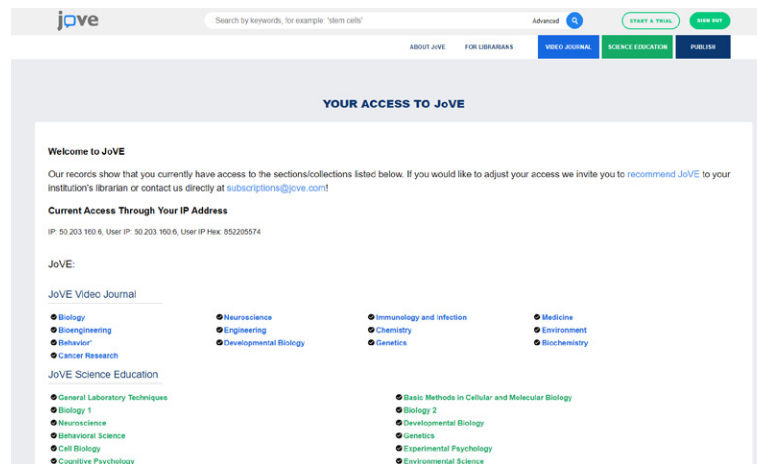 jove
Search by keywords, for example: 'stem cells'
Advanced
START A TRIAL
SIGN OUT
ABOUT JoVE
FOR LIBRARIANS
VIDEO JOURNAL
SCIENCE EDUCATION
PUBLISH
YOUR ACCESS TO JoVE
Welcome to JoVE
Our records show that you currently have access to the sections/collections listed below. If you would like to adjust your access we invite you to recommend JoVE to your
institution's librarian or contact us directly at subscriptions@jove.com!
Current Access Through Your IP Address
IP: 50.203.160.6, User IP: 50.203.160.6, User IP Hex: 852205574
JoVE:
JoVE Video Journal
Biology Neuroscience Immunology and Infection Medicine
Bioengineering Engineering Chemistry Environment
Behavior* Developmental Biology Genetics Biochemistry
Cancer Research
JoVE Science Education
General Laboratory Techniques Basic Methods in Cellular and Molecular Biology
Biology 1 Biology 2
Neuroscience Developmental Biology
Behavioral Science Genetics
Cell Biology Experimental Psychology
Cognitive Psychology Environmental Science